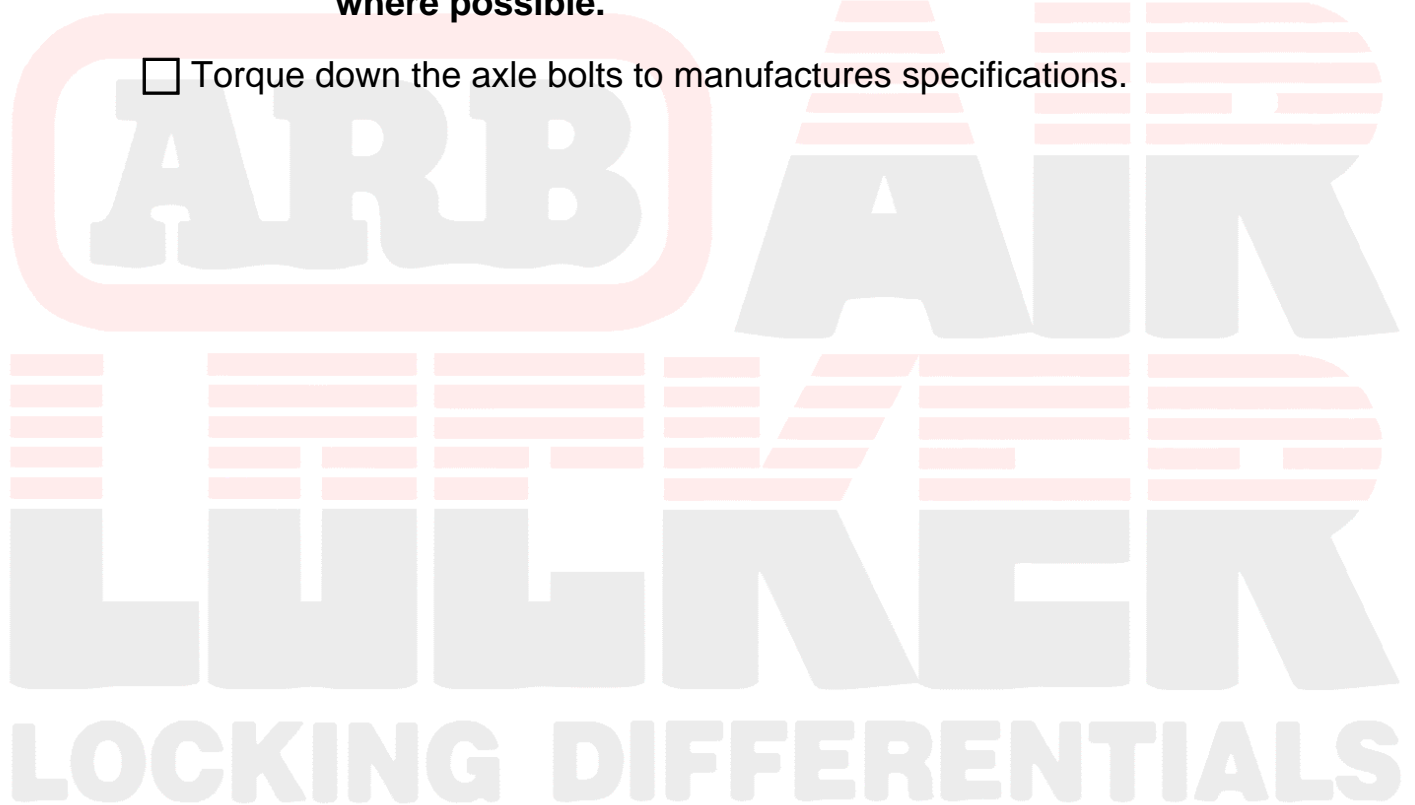 where possible.
☐ Torque down the axle bolts to manufactures specifications.
ARB AIR
LOCKER
LOCKING DIFFERENTIALS